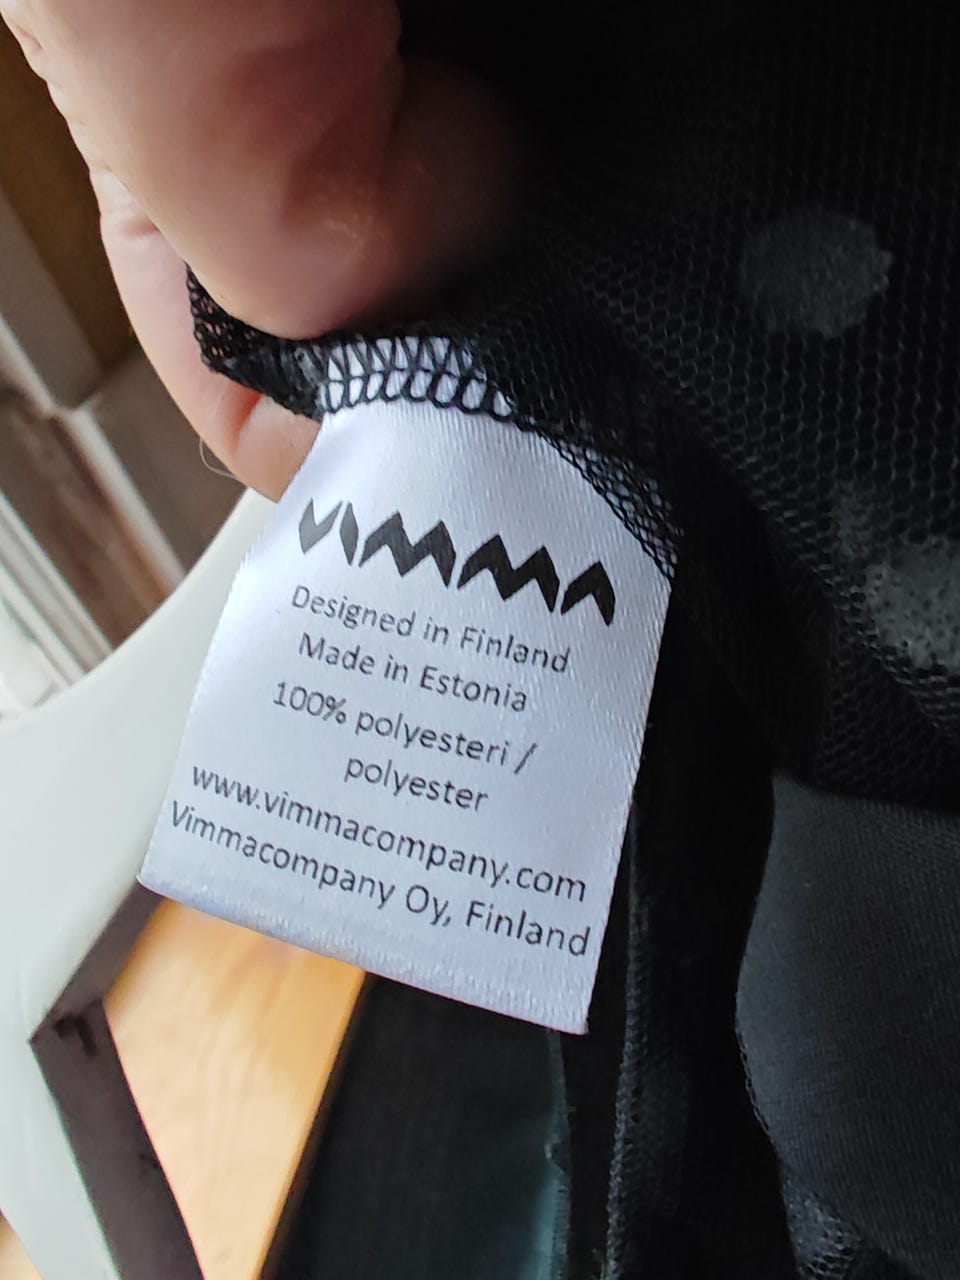 VIMMA
Designed in Finland
Made in Estonia
100% polyesteri /
polyester
www.vimmacompany.com
Vimmacompany Oy, Finland